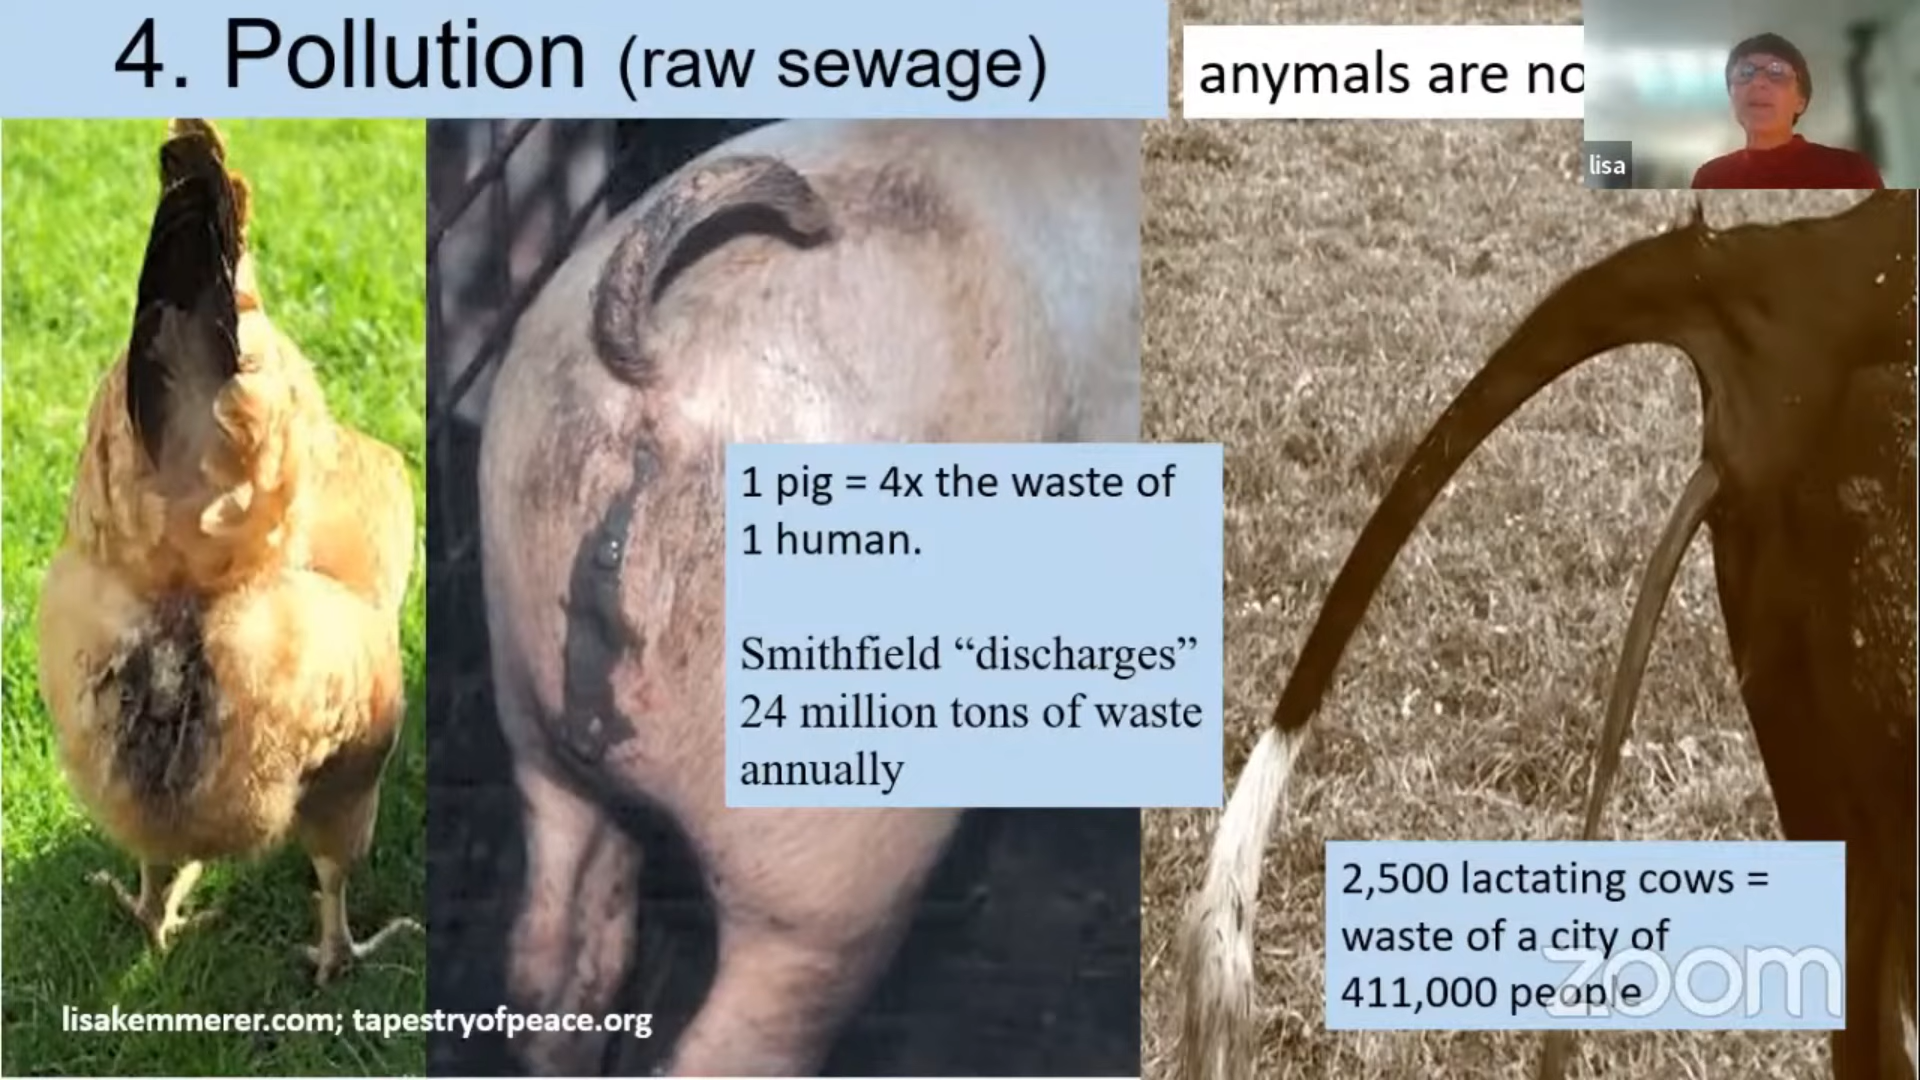 4. Pollution (raw sewage)
anymals are no
lisa
1 pig = 4x the waste of
1 human.
Smithfield “discharges”
24 million tons of waste
annually
2,500 lactating cows =
waste of a city of
411,000 people
zoom
lisakemmerer.com; tapestryofpeace.org